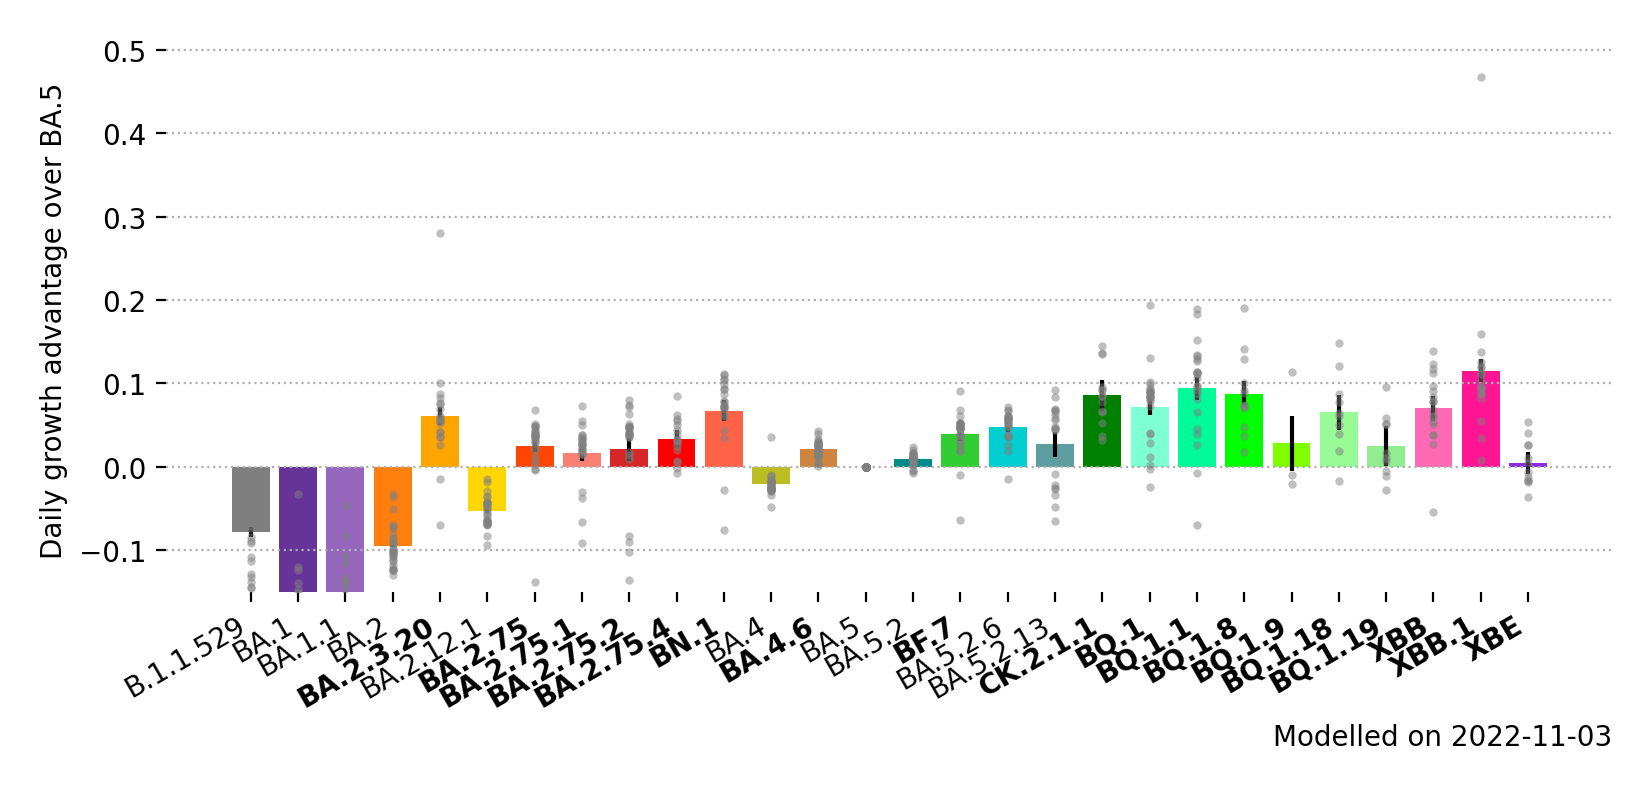 Daily growth advantage over BA.5
0.5
0.4
0.3
0.2
0.1
0.0
−0.1
B.1.1.529
BA.1
BA.1.1
BA.2
BA.2.3.20
BA.2.12.1
BA.2.75
BA.2.75.1
BA.2.75.2
BA.2.75.4
BN.1
BA.4
BA.4.6
BA.5
BA.5.2
BF.7
BA.5.2.6
BA.5.2.13
CK.2.1.1
BQ.1
BQ.1.1
BQ.1.8
BQ.1.9
BQ.1.18
BQ.1.19
XBB
XBB.1
XBE
Modelled on 2022-11-03